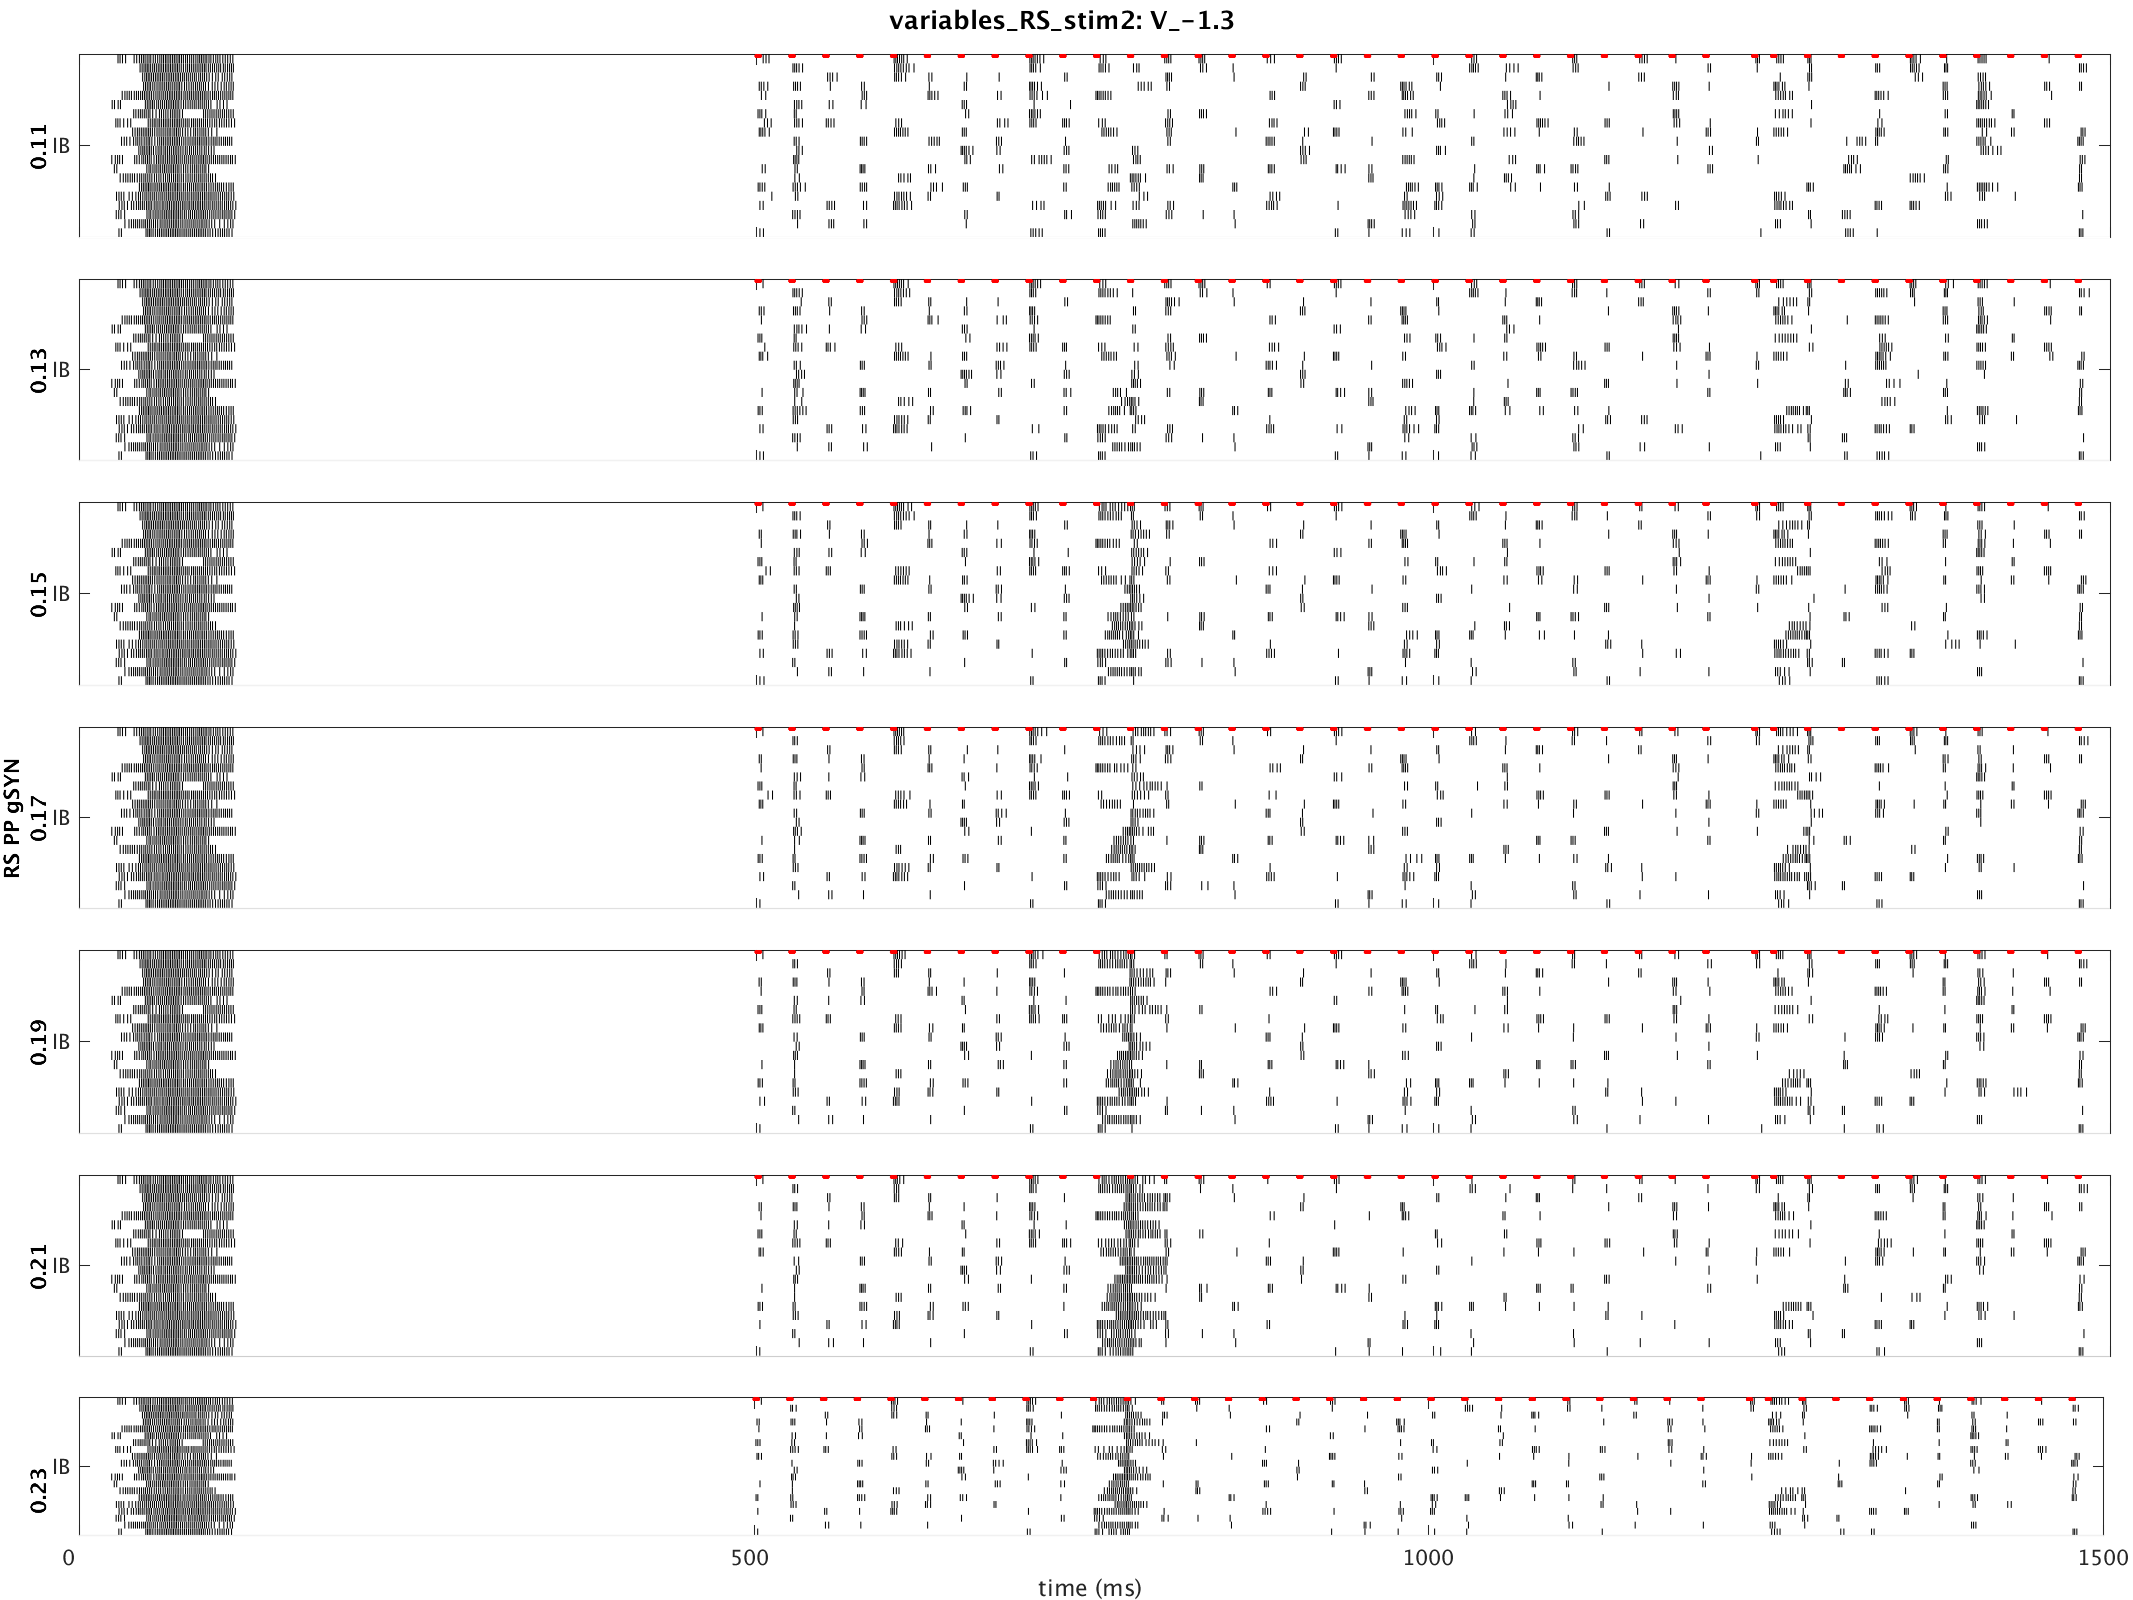 variables_RS_stim2: V_-1.3
RS PP gSYN
0.11
IB
0.13
IB
0.15
IB
0.17
IB
0.19
IB
0.21
IB
0.23
IB
0 500 1000 1500
time (ms)